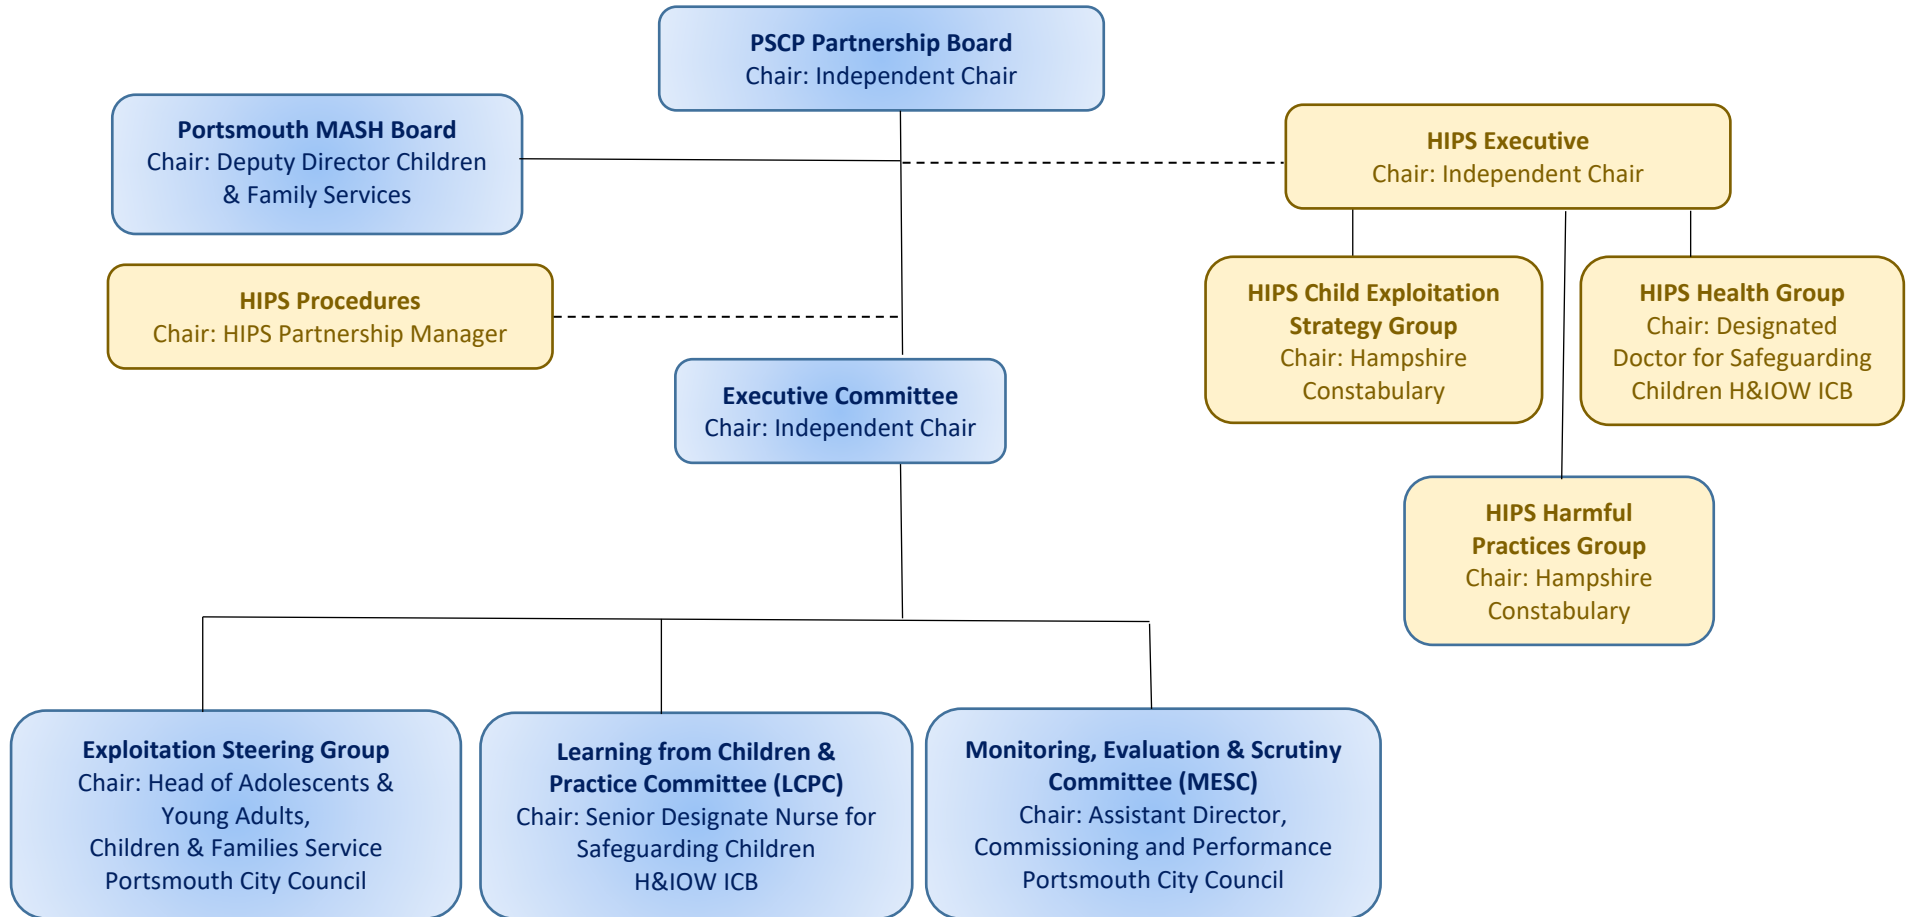 PSCP Partnership Board
Chair: Independent Chair
Portsmouth MASH Board
Chair: Deputy Director Children
& Family Services
HIPS Executive
Chair: Independent Chair
HIPS Procedures
Chair: HIPS Partnership Manager
HIPS Child Exploitation
Strategy Group
Chair: Hampshire
Constabulary
HIPS Health Group
Chair: Designated
Doctor for Safeguarding
Children H&IOW ICB
Executive Committee
Chair: Independent Chair
HIPS Harmful
Practices Group
Chair: Hampshire
Constabulary
Exploitation Steering Group
Chair: Head of Adolescents &
Young Adults,
Children & Families Service
Portsmouth City Council
Learning from Children &
Practice Committee (LCPC)
Chair: Senior Designate Nurse for
Safeguarding Children
H&IOW ICB
Monitoring, Evaluation & Scrutiny
Committee (MESC)
Chair: Assistant Director,
Commissioning and Performance
Portsmouth City Council